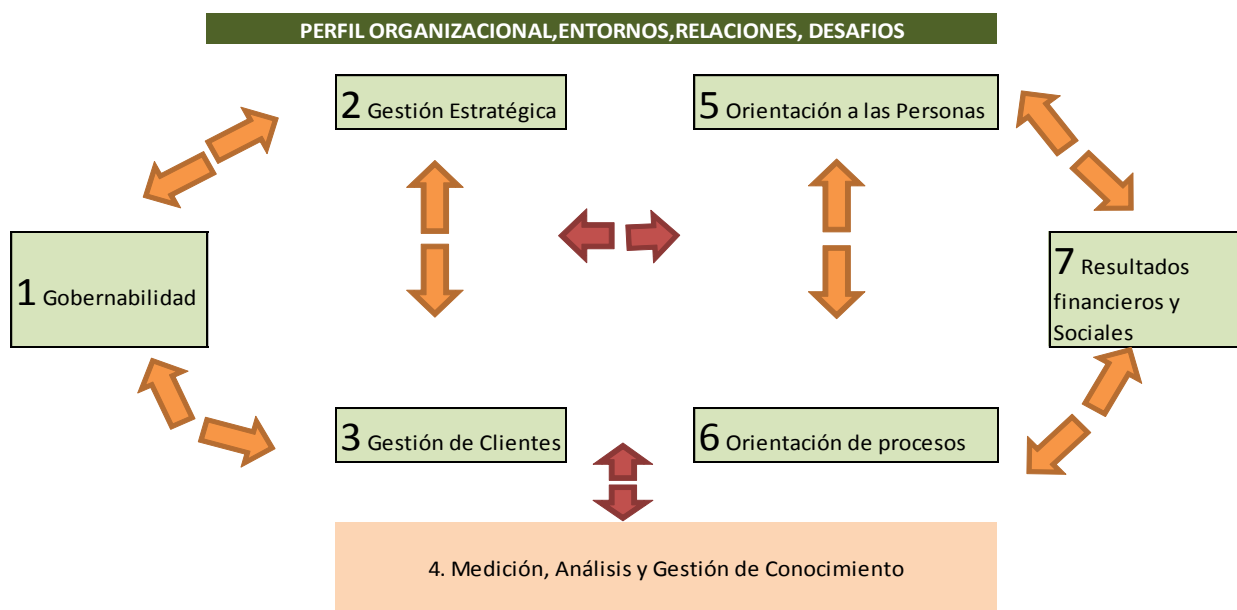 PERFIL ORGANIZACIONAL,ENTORNOS,RELACIONES, DESAFIOS
2 Gestión Estratégica
5 Orientación a las Personas
1 Gobernabilidad
7 Resultados
financieros y
Sociales
3 Gestión de Clientes
6 Orientación de procesos
4. Medición, Análisis y Gestión de Conocimiento